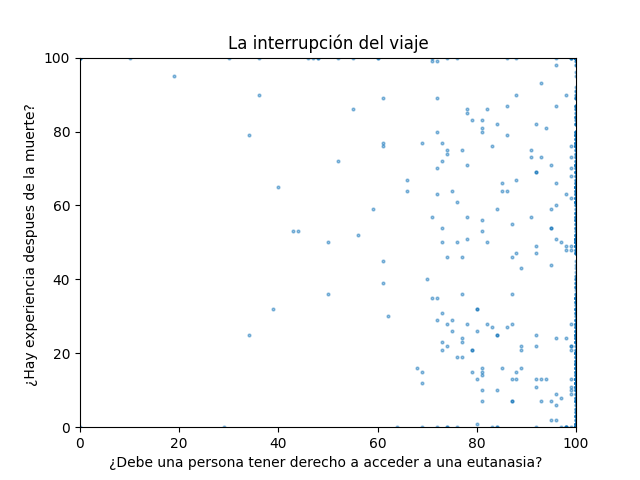 La interrupción del viaje
¿Hay experiencia despues de la muerte?
100
80
60
40
20
0
0 20 40 60 80 100
¿Debe una persona tener derecho a acceder a una eutanasia?